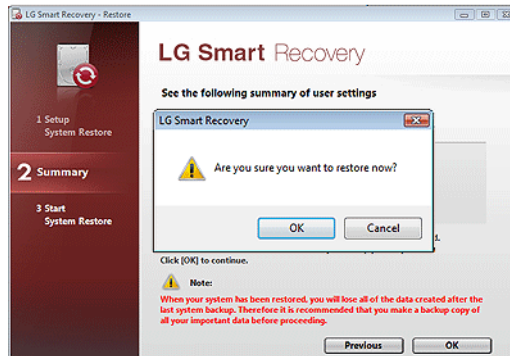 LG Smart Recovery - Restore
LG Smart Recovery
See the following summary of user settings
1 Setup
System Restore
2 Summary
3 Start
System Restore
LG Smart Recovery
Are you sure you want to restore now?
OK
Cancel
Click [OK] to continue.
Note:
When your system has been restored, you will lose all of the data created after the
last system backup. Therefore it is recommended that you make a backup copy of
all your important data before proceeding.
Previous
OK